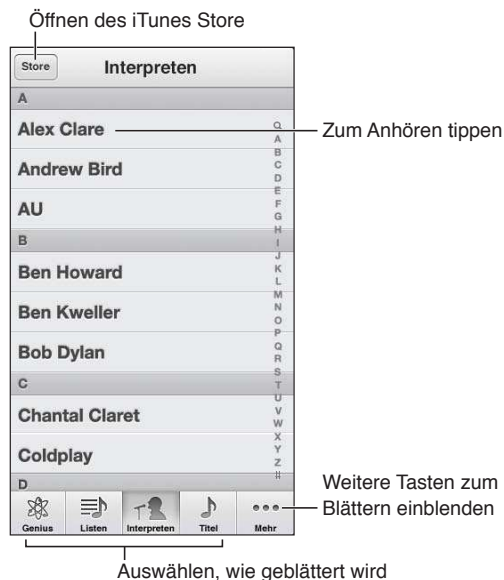 Öffnen des iTunes Store
Store
Interpreten
A
Alex Clare
Zum Anhören tippen
Andrew Bird
AU
B
Ben Howard
Ben Kweller
Bob Dylan
C
Chantal Claret
Coldplay
D
A
B
C
D
E
F
G
H
I
J
K
L
M
N
O
P
Q
R
S
T
U
V
W
X
Y
Z
#
Weitere Tasten zum
Blättern einblenden
Genius
Listen
Interpreten
Titel
Mehr
Auswählen, wie geblättert wird